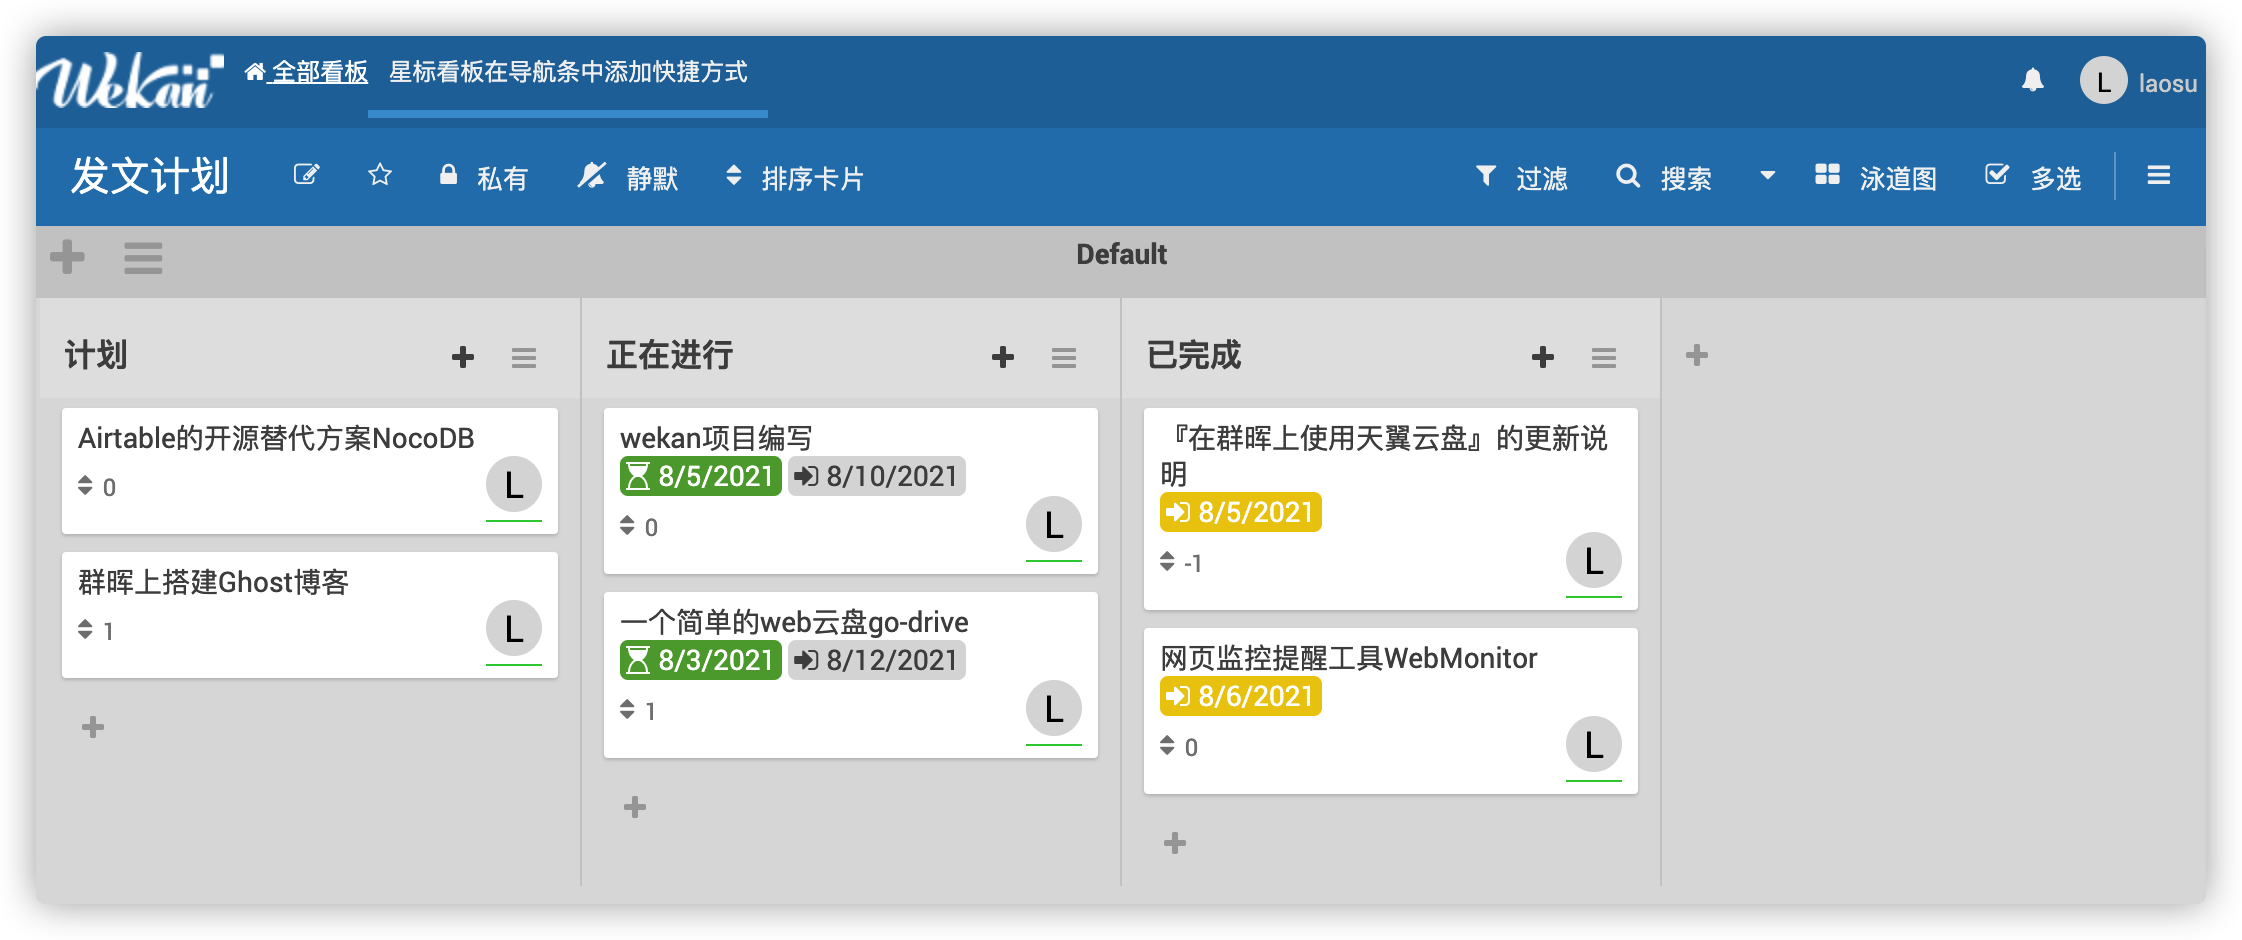 Wekan
全部看板 星标看板在导航条中添加快捷方式
L laosu
发文计划 私有 静默 排序卡片 过滤 搜索 泳道图 多选
Default
计划
Airtable的开源替代方案NocoDB
0
L
群晖上搭建Ghost博客
1
L
正在进行
wekan项目编写
8/5/2021 8/10/2021
0
L
一个简单的web云盘go-drive
8/3/2021 8/12/2021
1
L
已完成
『在群晖上使用天翼云盘』的更新说
明
8/5/2021
-1
L
网页监控提醒工具WebMonitor
8/6/2021
0
L